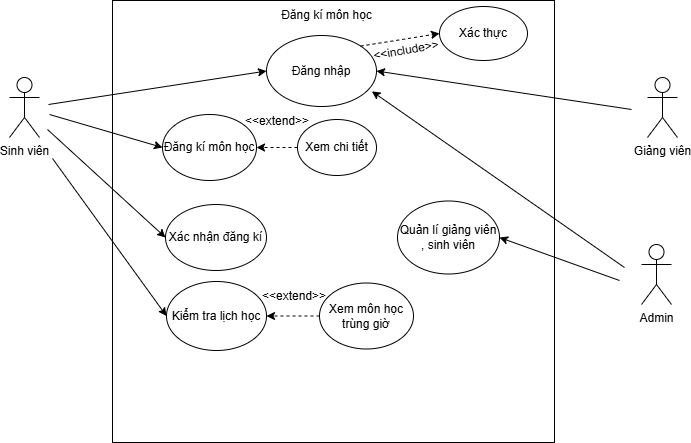 Đăng kí môn học
Xác thực
<<include>>
Đăng nhập
Sinh viên
Giảng viên
<<extend>>
Đăng kí môn học
Xem chi tiết
Xác nhận đăng kí
Quản lí giảng viên
, sinh viên
<<extend>>
Kiểm tra lịch học
Xem môn học
trùng giờ
Admin